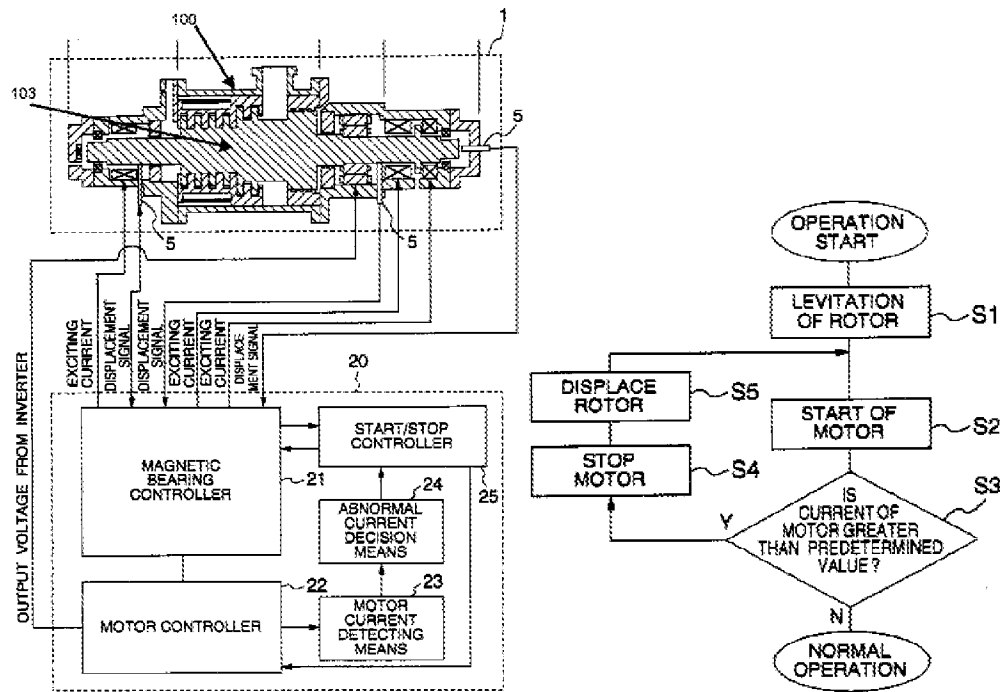 100
1
103
5
5
5
EXCITING
CURRENT
DISPLACEMENT
SIGNAL
DISPLACEMENT
SIGNAL
EXCITING
CURRENT
EXCITING
CURRENT
DISPLACE
MENT SIGNAL
OUTPUT VOLTAGE FROM INVERTER
20
MAGNETIC
BEARING
CONTROLLER
21
START/STOP
CONTROLLER
25
24
ABNORMAL
CURRENT
DECISION
MEANS
22
MOTOR CONTROLLER
23
MOTOR
CURRENT
DETECTING
MEANS
OPERATION
START
LEVITATION
OF ROTOR
S1
DISPLACE
ROTOR
S5
START OF
MOTOR
S2
STOP
MOTOR
S4
S3
IS
CURRENT OF
MOTOR GREATER
THAN PREDETERMINED
VALUE?
Y
N
NORMAL
OPERATION